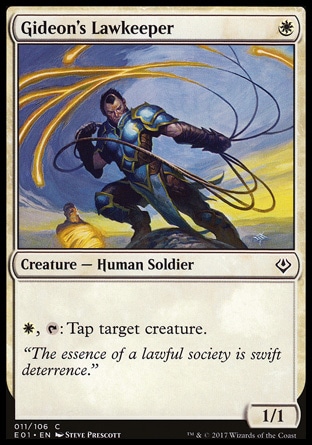 Gideon's Lawkeeper
Creature — Human Soldier
, : Tap target creature.
"The essence of a lawful society is swift
deterrence."
1/1
011/106 C
E01 • EN Steve Prescott
™ & © 2017 Wizards of the Coast